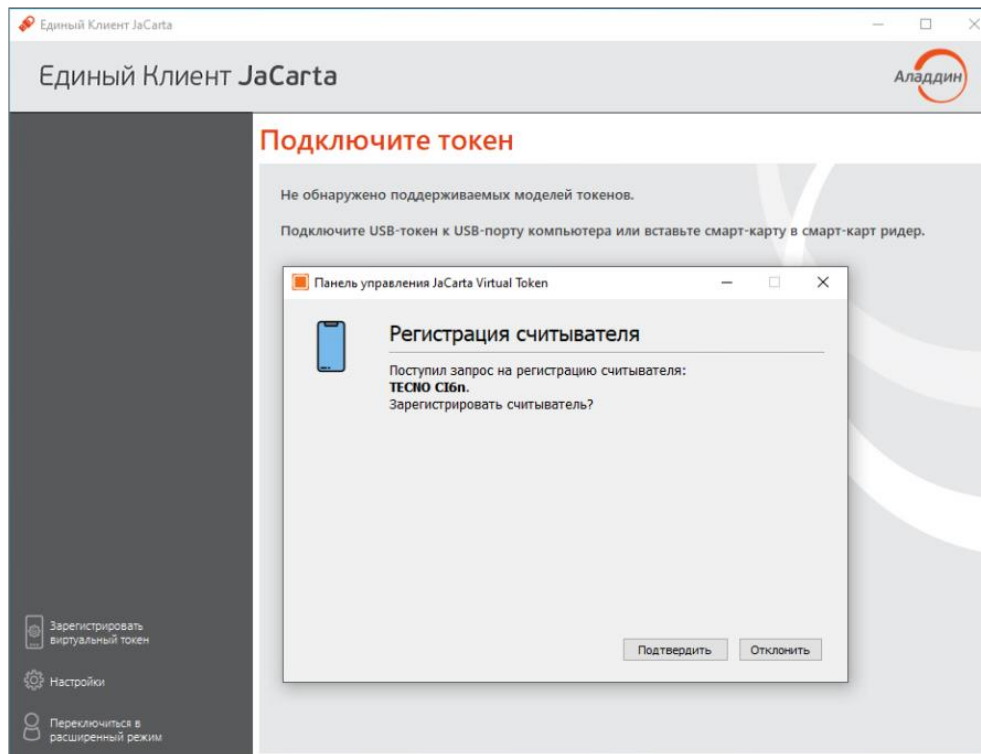 Единый Клиент JaCarta
Единый Клиент JaCarta
Аладдин
Подключите токен
Не обнаружено поддерживаемых моделей токенов.
Подключите USB-токен к USB-порту компьютера или вставьте смарт-карту в смарт-карт ридер.
Панель управления JaCarta Virtual Token
Регистрация считывателя
Поступил запрос на регистрацию считывателя:
TECNO CI6n.
Зарегистрировать считыватель?
Подтвердить
Отклонить
Зарегистрировать
виртуальный токен
Настройки
Переключиться в
расширенный режим